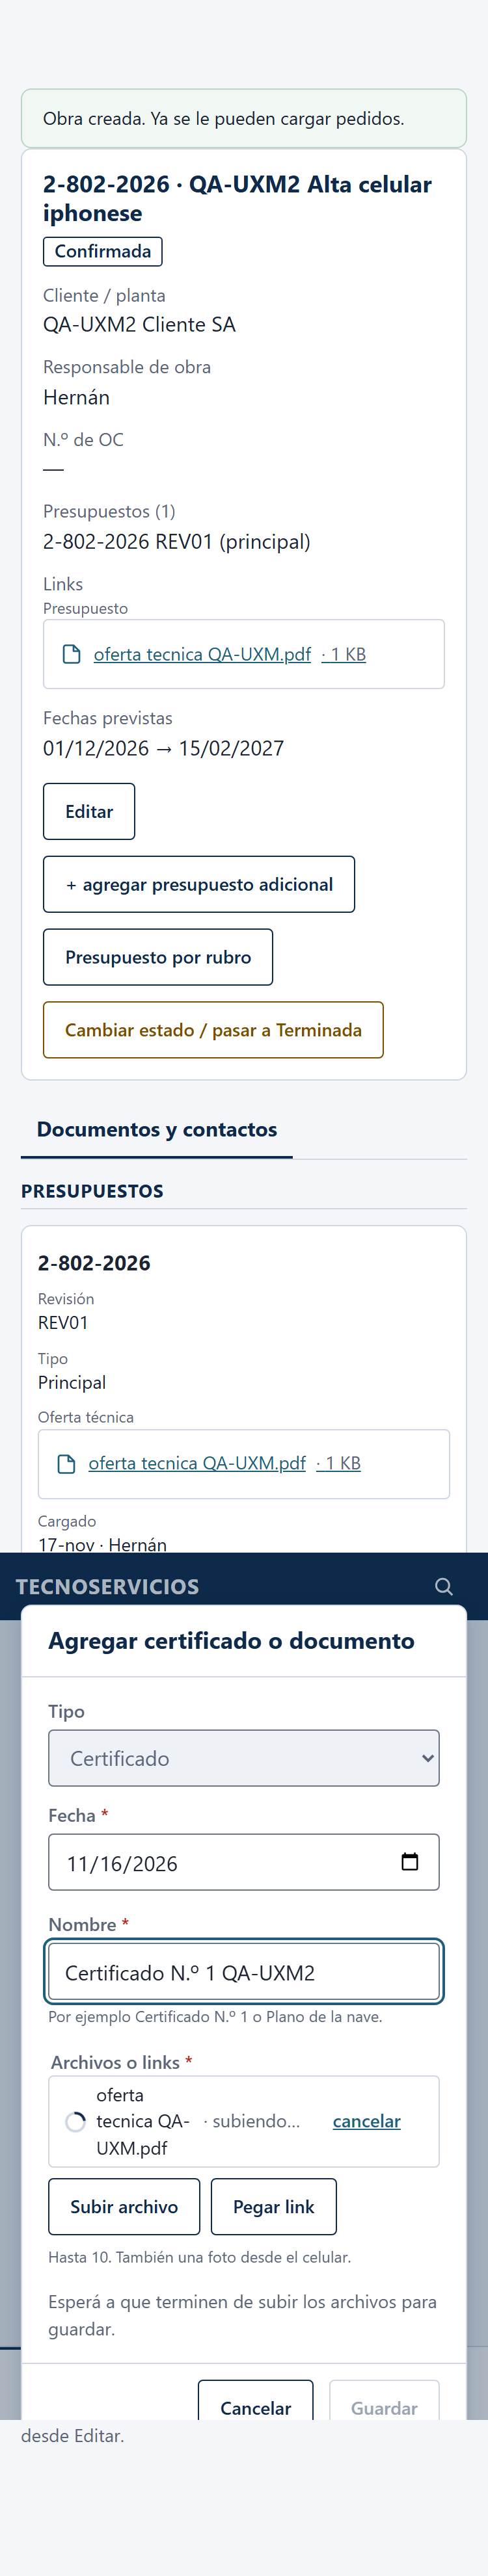 Obra creada. Ya se le pueden cargar pedidos.
2-802-2026 · QA-UXM2 Alta celular
iphonese
Confirmada
Cliente / planta
QA-UXM2 Cliente SA
Responsable de obra
Hernán
N.º de OC
—
Presupuestos (1)
2-802-2026 REV01 (principal)
Links
Presupuesto
oferta tecnica QA-UXM.pdf · 1 KB
Fechas previstas
01/12/2026 → 15/02/2027
Editar
+ agregar presupuesto adicional
Presupuesto por rubro
Cambiar estado / pasar a Terminada
Documentos y contactos
PRESUPUESTOS
2-802-2026
Revisión
REV01
Tipo
Principal
Oferta técnica
oferta tecnica QA-UXM.pdf · 1 KB
Cargado
17-nov · Hernán
TECNOSERVICIOS
Agregar certificado o documento
Tipo
Certificado
Fecha *
11/16/2026
Nombre *
Certificado N.º 1 QA-UXM2
Por ejemplo Certificado N.º 1 o Plano de la nave.
Archivos o links *
oferta
tecnica QA- · subiendo... cancelar
UXM.pdf
Subir archivo Pegar link
Hasta 10. También una foto desde el celular.
Esperá a que terminen de subir los archivos para
guardar.
Cancelar Guardar
desde Editar.